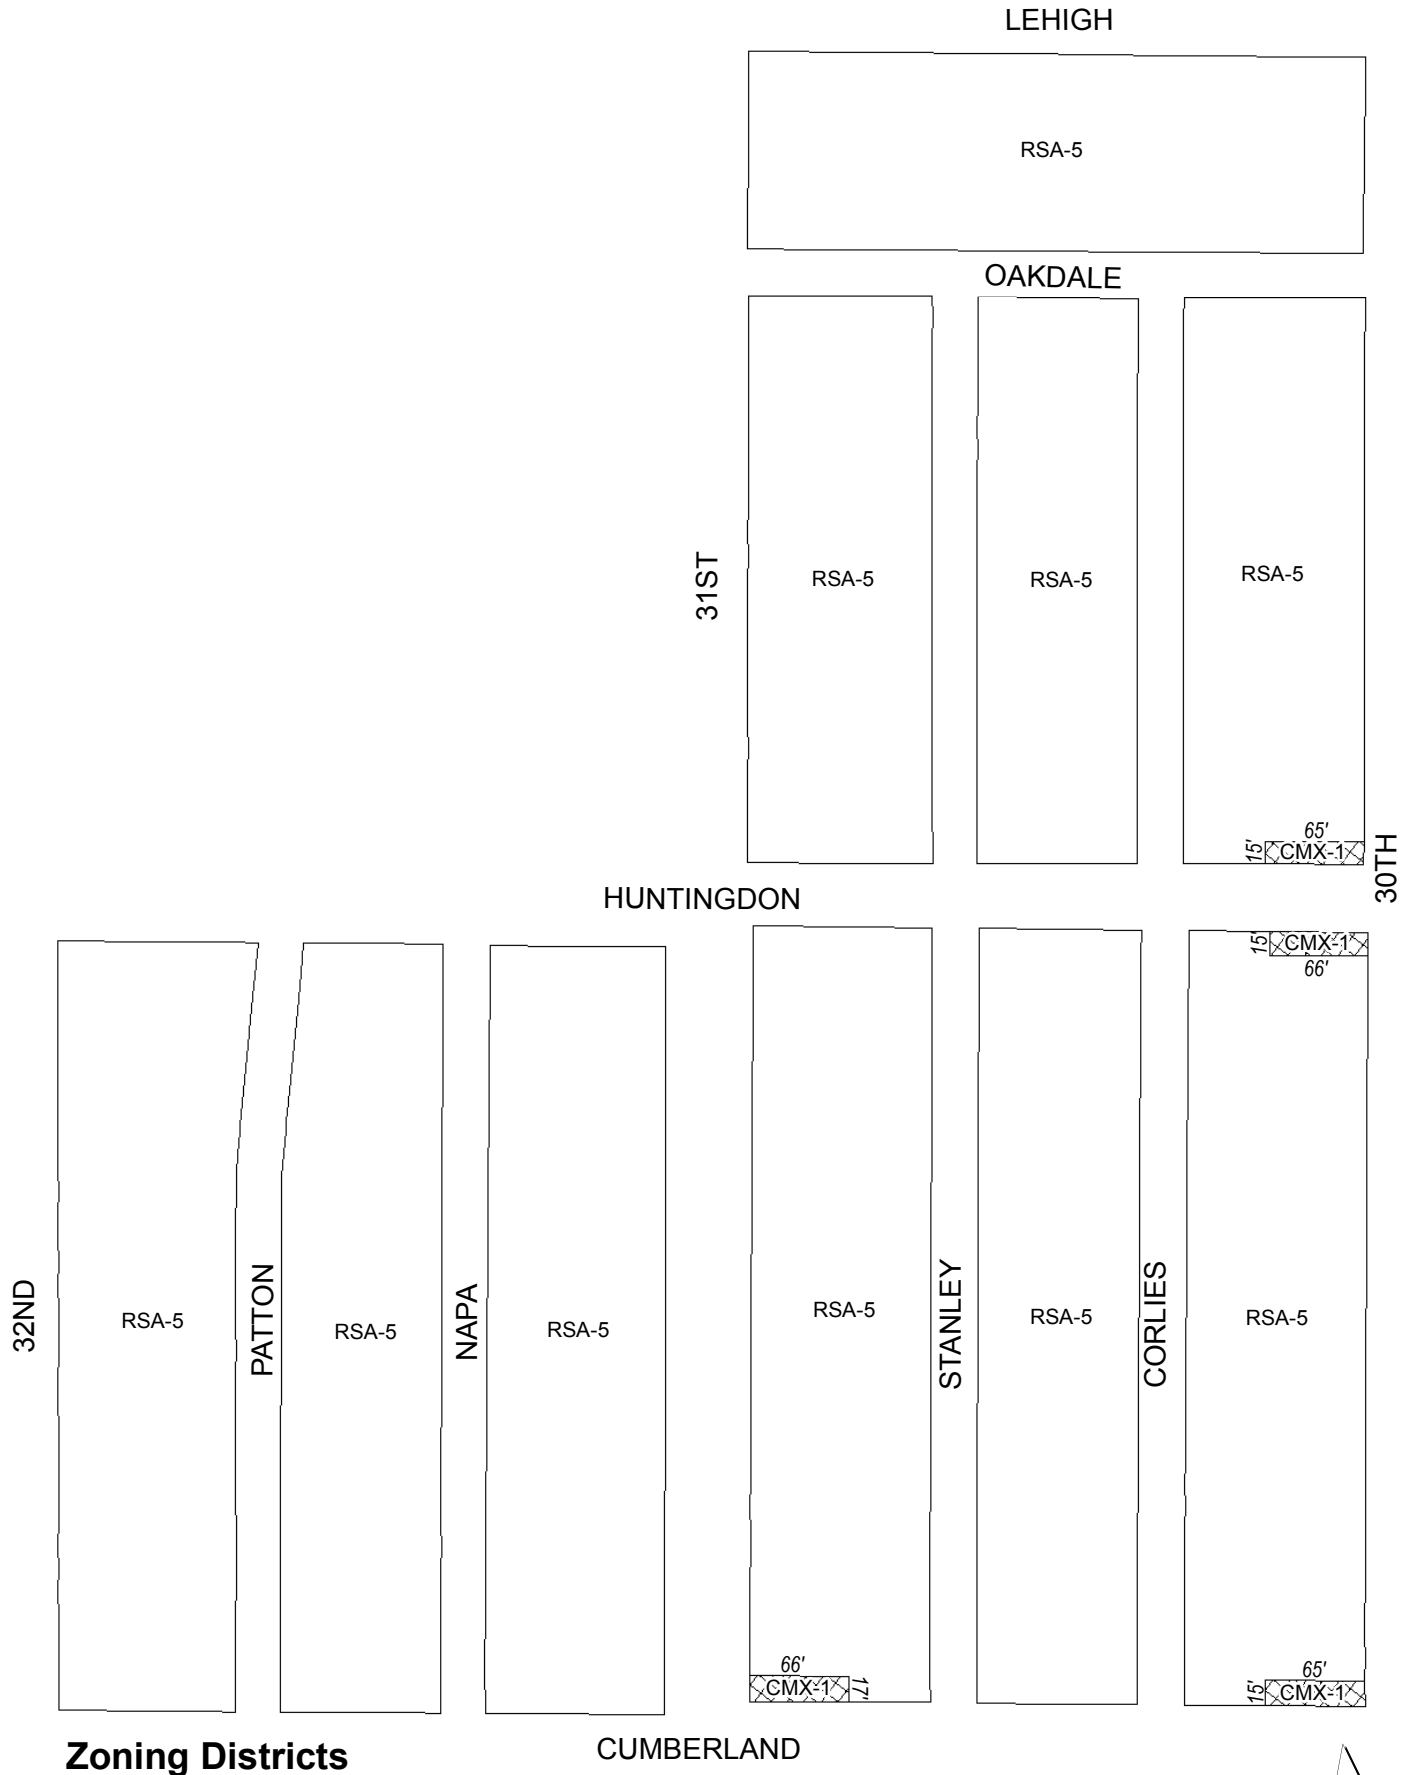 LEHIGH
RSA-5
OAKDALE
31ST
RSA-5
RSA-5
RSA-5
65'
15'
CMX-1
30TH
HUNTINGDON
15'
CMX-1
66'
32ND
RSA-5
PATTON
RSA-5
NAPA
RSA-5
RSA-5
STANLEY
RSA-5
CORLIES
RSA-5
66'
CMX-1
17'
65'
15'
CMX-1
Zoning Districts
CUMBERLAND